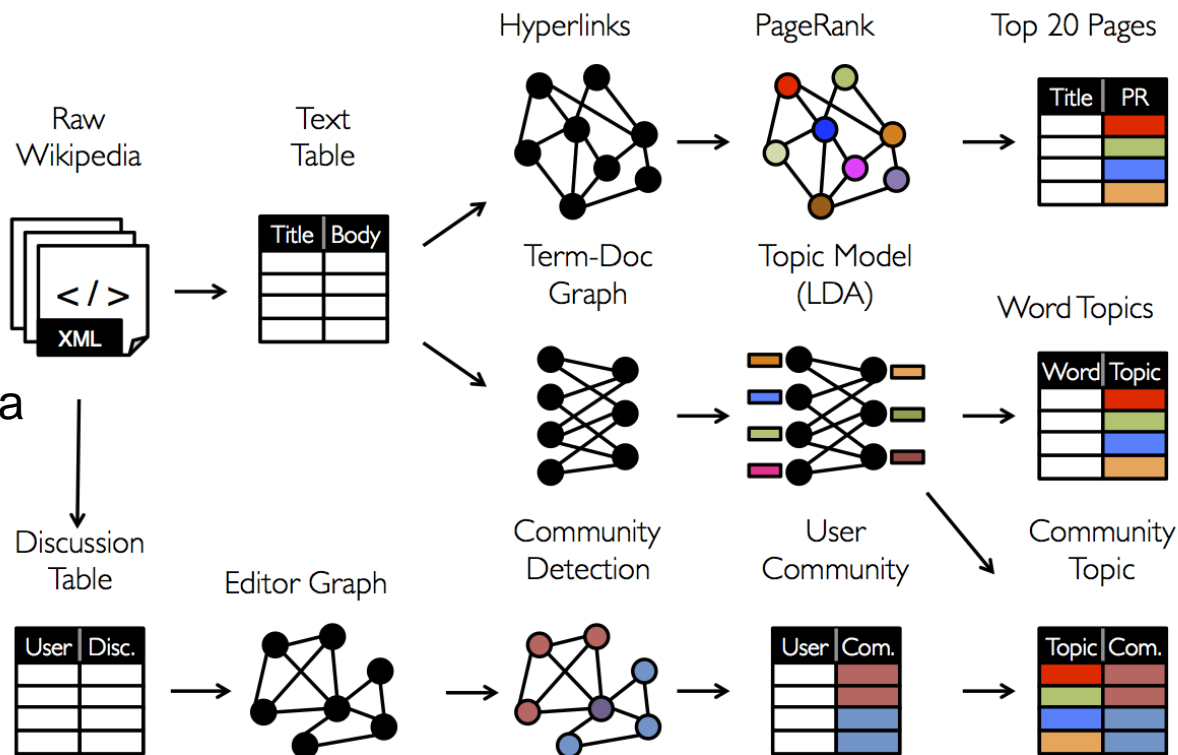 Hyperlinks
PageRank
Top 20 Pages
Raw
Wikipedia
Text
Table
Title Body
Title PR
</>
XML
Term-Doc
Graph
Topic Model
(LDA)
Word Topics
Word Topic
a
Discussion
Table
Editor Graph
Community
Detection
User
Community
Community
Topic
User Disc.
User Com.
Topic Com.